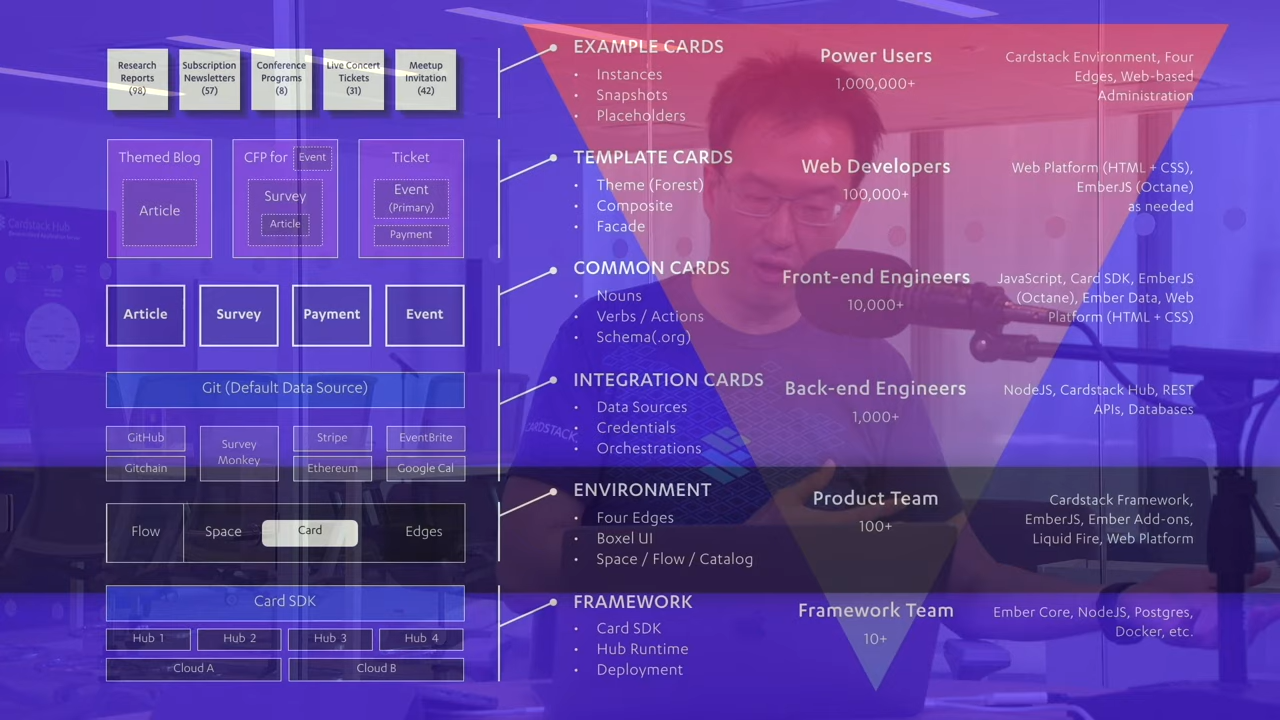 Research
Reports
(98)
Subscription
Newsletters
(57)
Conference
Programs
(8)
Live Concert
Tickets
(31)
Meetup
Invitation
(42)
EXAMPLE CARDS
• Instances
• Snapshots
• Placeholders
Power Users
1,000,000+
Cardstack Environment, Four
Edges, Web-based
Administration
Themed Blog
Article
CFP for
Event
Survey
Article
Ticket
Event
(Primary)
Payment
TEMPLATE CARDS
• Theme (Forest)
• Composite
• Facade
Web Developers
100,000+
Web Platform (HTML + CSS),
EmberJS (Octane)
as needed
Cardstack Hub
Article
Survey
Payment
Event
COMMON CARDS
• Nouns
• Verbs / Actions
• Schema(.org)
Front-end Engineers
10,000+
JavaScript, Card SDK, EmberJS
(Octane), Ember Data, Web
Platform (HTML + CSS)
Git (Default Data Source)
GitHub
Gitchain
Survey
Monkey
Stripe
Ethereum
EventBrite
Google Cal
INTEGRATION CARDS
• Data Sources
• Credentials
• Orchestrations
Back-end Engineers
1,000+
NodeJS, Cardstack Hub, REST
APIs, Databases
CARDSTACK
Flow
Space
Card
Edges
ENVIRONMENT
• Four Edges
• Boxel UI
• Space / Flow / Catalog
Product Team
100+
Cardstack Framework,
EmberJS, Ember Add-ons,
Liquid Fire, Web Platform
Card SDK
Hub 1
Hub 2
Hub 3
Hub 4
Cloud A
Cloud B
FRAMEWORK
• Card SDK
• Hub Runtime
• Deployment
Framework Team
10+
Ember Core, NodeJS, Postgres,
Docker, etc.